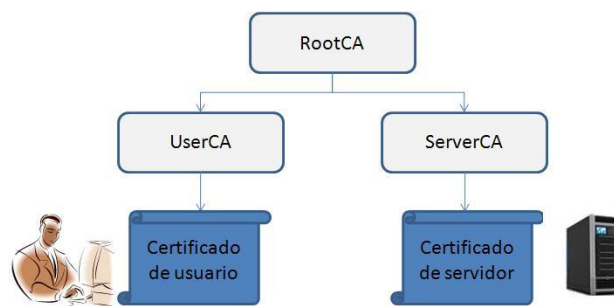 RootCA
UserCA
ServerCA
Certificado
de usuario
Certificado
de servidor